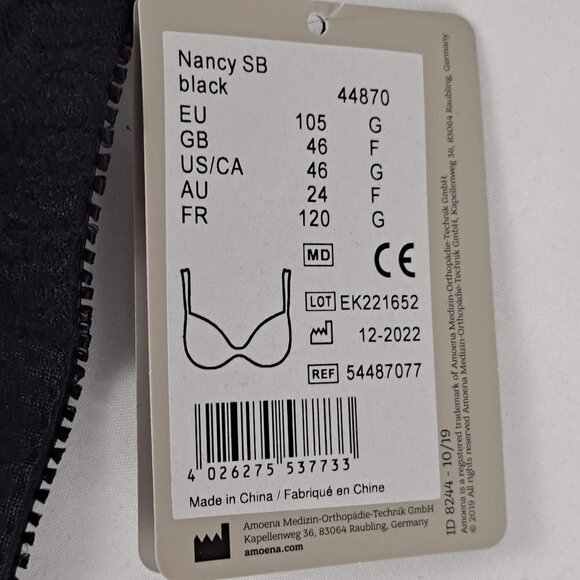 Nancy SB
black 44870
EU 105 G
GB 46 F
US/CA 46 G
AU 24 F
FR 120 G
MD CE
LOT EK221652
12-2022
REF 54487077
4 026275 537733
Made in China / Fabriqué en Chine
Amoena Medizin-Orthopädie-Technik GmbH
Kapellenweg 36, 83064 Raubling, Germany
amoena.com
ID 8244 - 10/19
Amoena is a registered trademark of Amoena Medizin-Orthopädie-Technik GmbH.
© 2019 All rights reserved Amoena Medizin-Orthopädie-Technik GmbH, Kapellenweg 36, 83064 Raubling, Germany